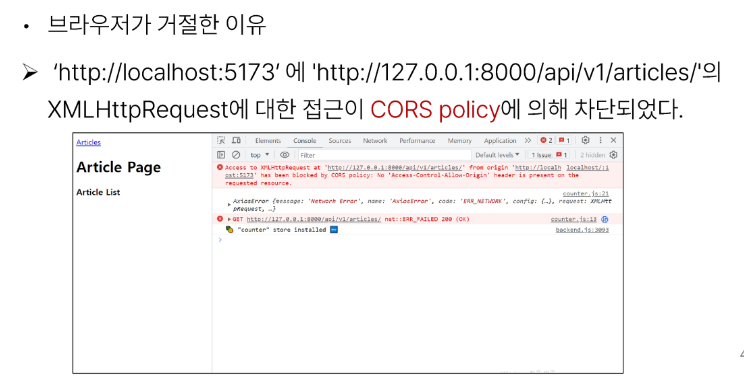 • 브라우저가 거절한 이유
➢ ‘http://localhost:5173’ 에 'http://127.0.0.1:8000/api/v1/articles/'의
XMLHttpRequest에 대한 접근이 CORS policy에 의해 차단되었다.
Articles
Article Page
Article List
Elements Console Sources Network Performance Memory Application 2 1
top Filter Default levels 1 Issue: 1 2 hidden
Access to XMLHttpRequest at 'http://127.0.0.1:8000/api/v1/articles/' from origin 'http://localh localhost/:1
ost:5173' has been blocked by CORS policy: No 'Access-Control-Allow-Origin' header is present on the
requested resource.
counter.js:21
AxiosError {message: 'Network Error', name: 'AxiosError', code: 'ERR_NETWORK', config: {…}, request: XMLHtt
pRequest, …}
GET http://127.0.0.1:8000/api/v1/articles/ net::ERR_FAILED 200 (OK) counter.js:13
"counter" store installed backend.js:3093